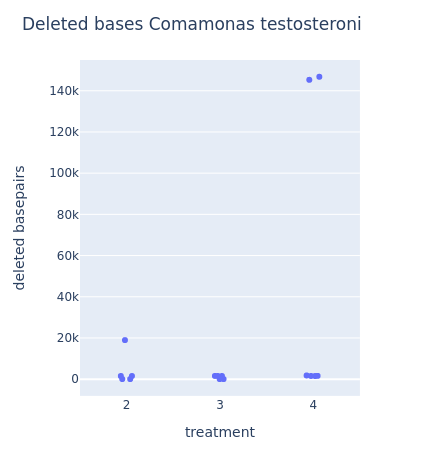 Deleted bases Comamonas testosteroni
140k
120k
100k
80k
60k
40k
20k
0
deleted basepairs
2 3 4
treatment